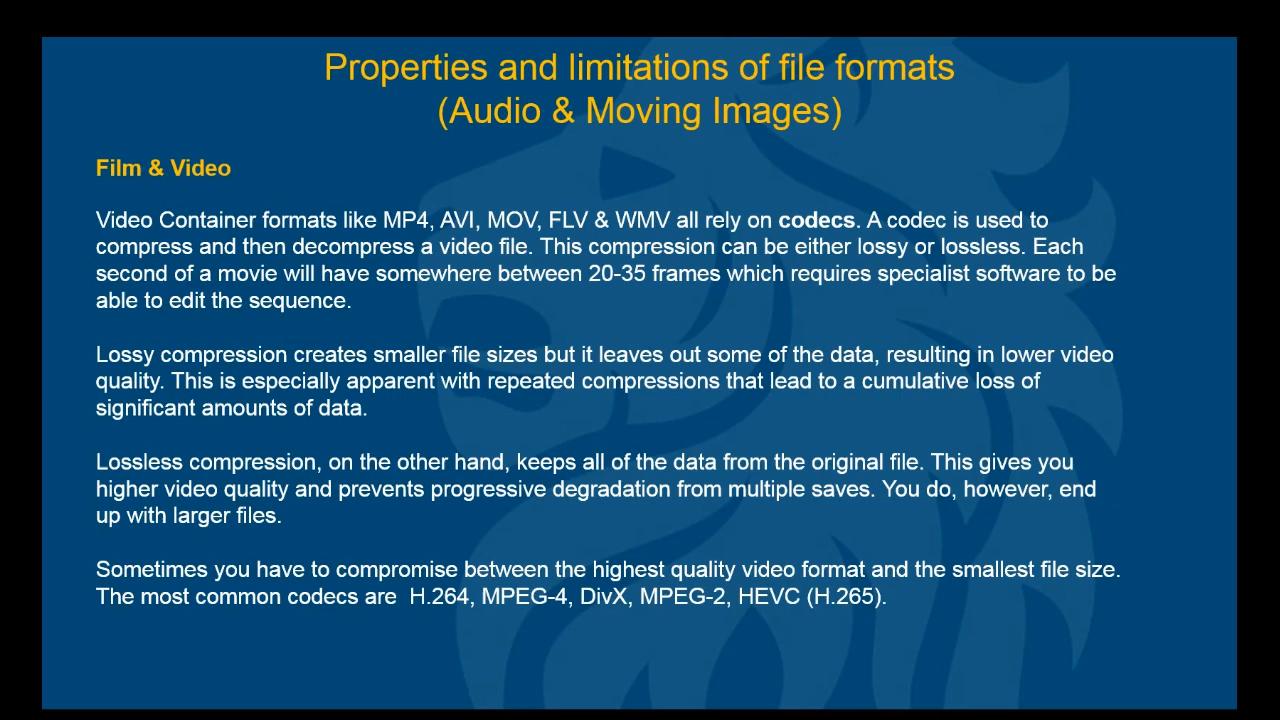 Properties and limitations of file formats
(Audio & Moving Images)
Film & Video
Video Container formats like MP4, AVI, MOV, FLV & WMV all rely on codecs. A codec is used to
compress and then decompress a video file. This compression can be either lossy or lossless. Each
second of a movie will have somewhere between 20-35 frames which requires specialist software to be
able to edit the sequence.
Lossy compression creates smaller file sizes but it leaves out some of the data, resulting in lower video
quality. This is especially apparent with repeated compressions that lead to a cumulative loss of
significant amounts of data.
Lossless compression, on the other hand, keeps all of the data from the original file. This gives you
higher video quality and prevents progressive degradation from multiple saves. You do, however, end
up with larger files.
Sometimes you have to compromise between the highest quality video format and the smallest file size.
The most common codecs are  H.264, MPEG-4, DivX, MPEG-2, HEVC (H.265).